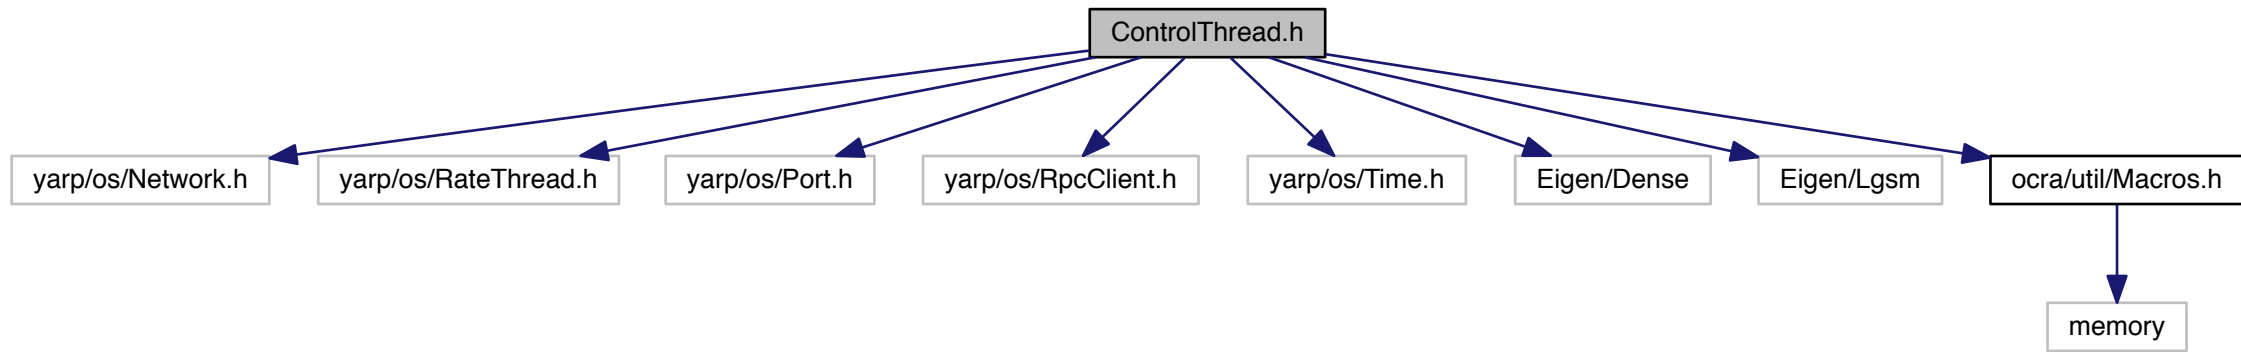 ControlThread.h
yarp/os/Network.h
yarp/os/RateThread.h
yarp/os/Port.h
yarp/os/RpcClient.h
yarp/os/Time.h
Eigen/Dense
Eigen/Lgsm
ocra/util/Macros.h
memory